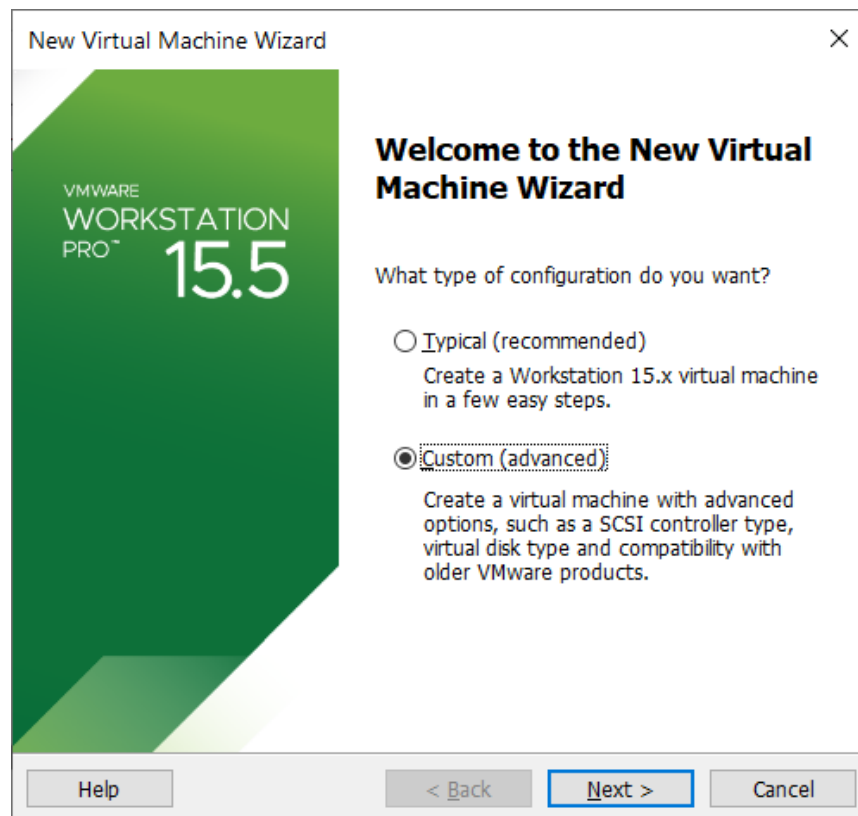 New Virtual Machine Wizard
VMWARE
WORKSTATION
PRO™ 15.5
Welcome to the New Virtual
Machine Wizard
What type of configuration do you want?
Typical (recommended)
Create a Workstation 15.x virtual machine
in a few easy steps.
Custom (advanced)
Create a virtual machine with advanced
options, such as a SCSI controller type,
virtual disk type and compatibility with
older VMware products.
Help < Back Next > Cancel